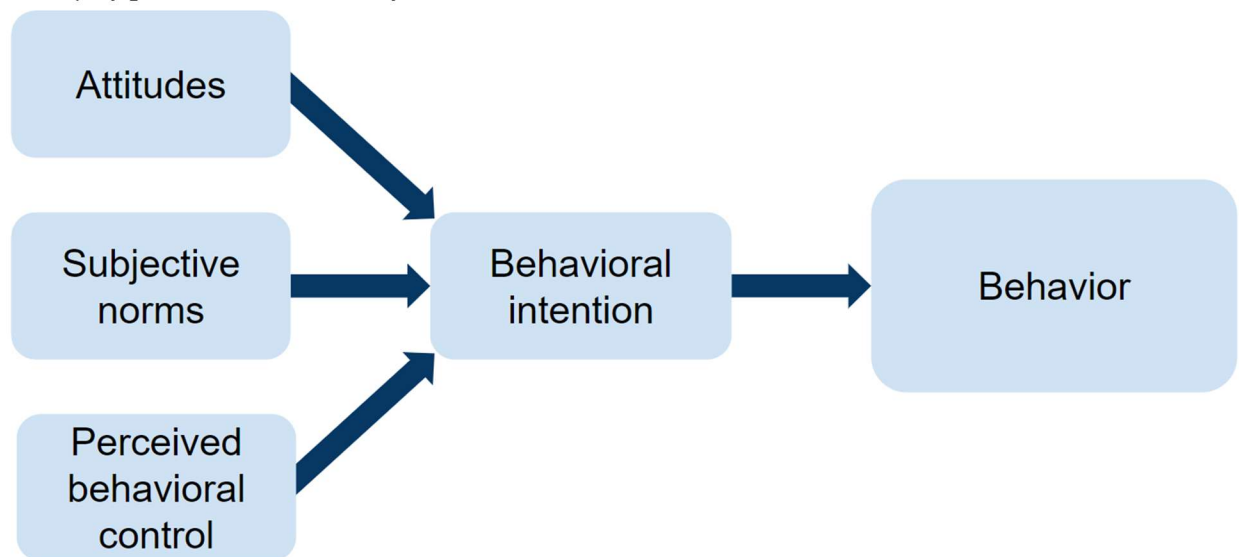 Attitudes
Subjective
norms
Behavioral
intention
Behavior
Perceived
behavioral
control